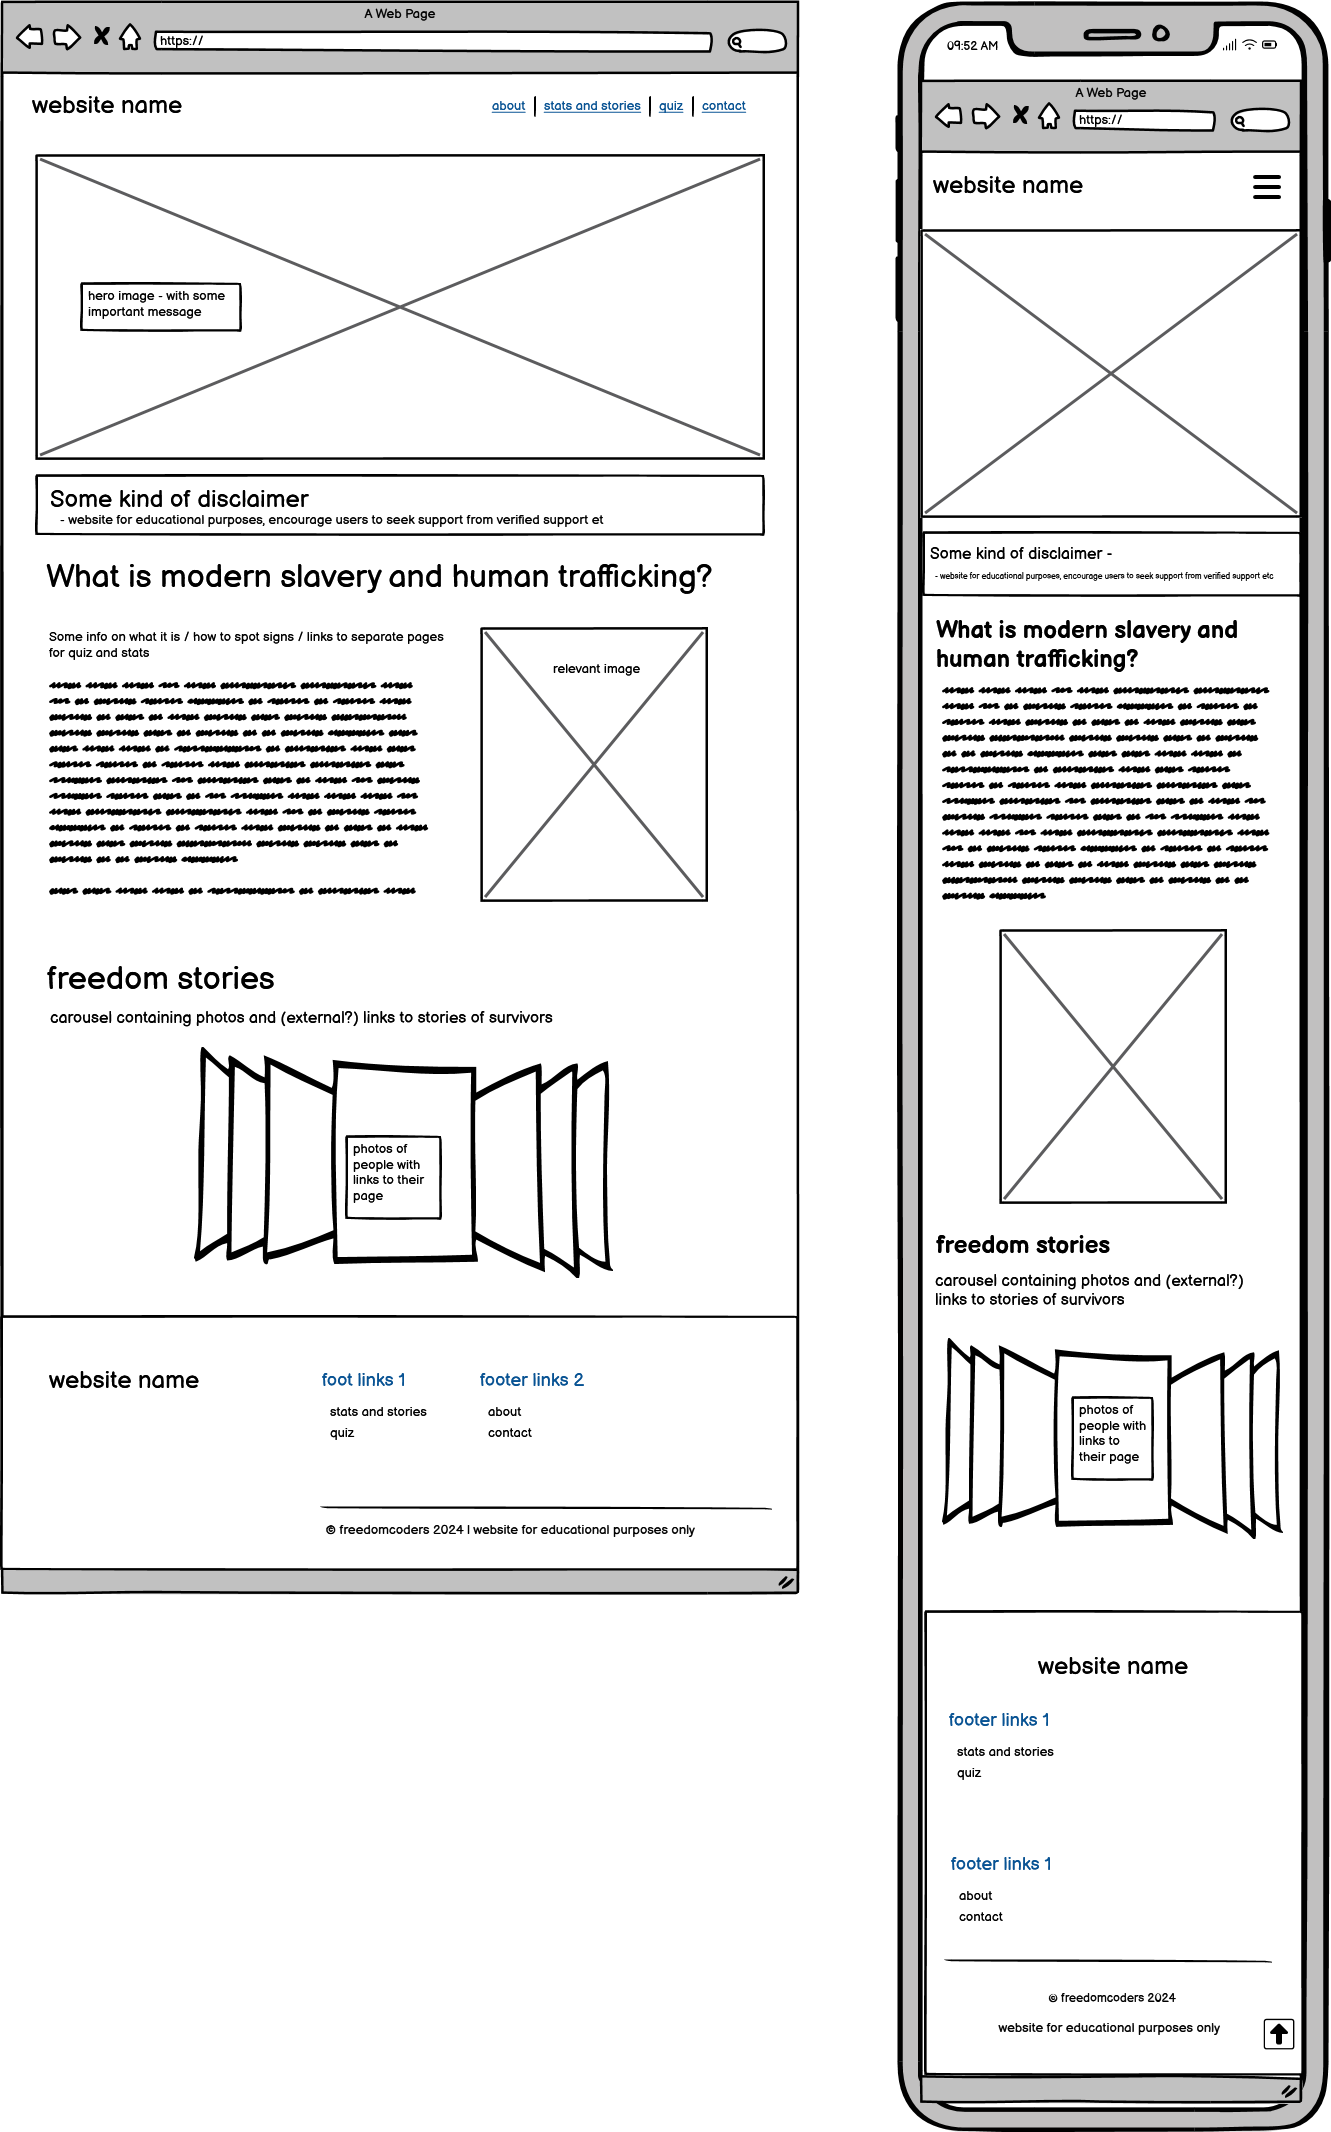 A Web Page
https://
website name
about | stats and stories | quiz | contact
hero image - with some
important message
Some kind of disclaimer
- website for educational purposes, encourage users to seek support from verified support et
What is modern slavery and human trafficking?
Some info on what it is / how to spot signs / links to separate pages
for quiz and stats
relevant image
freedom stories
carousel containing photos and (external?) links to stories of survivors
photos of
people with
links to their
page
website name
foot links 1
stats and stories
quiz
footer links 2
about
contact
© freedomcoders 2024 | website for educational purposes only
09:52 AM
A Web Page
https://
website name
Some kind of disclaimer -
- website for educational purposes, encourage users to seek support from verified support etc
What is modern slavery and
human trafficking?
freedom stories
carousel containing photos and (external?)
links to stories of survivors
photos of
people with
links to
their page
website name
footer links 1
stats and stories
quiz
footer links 1
about
contact
© freedomcoders 2024
website for educational purposes only